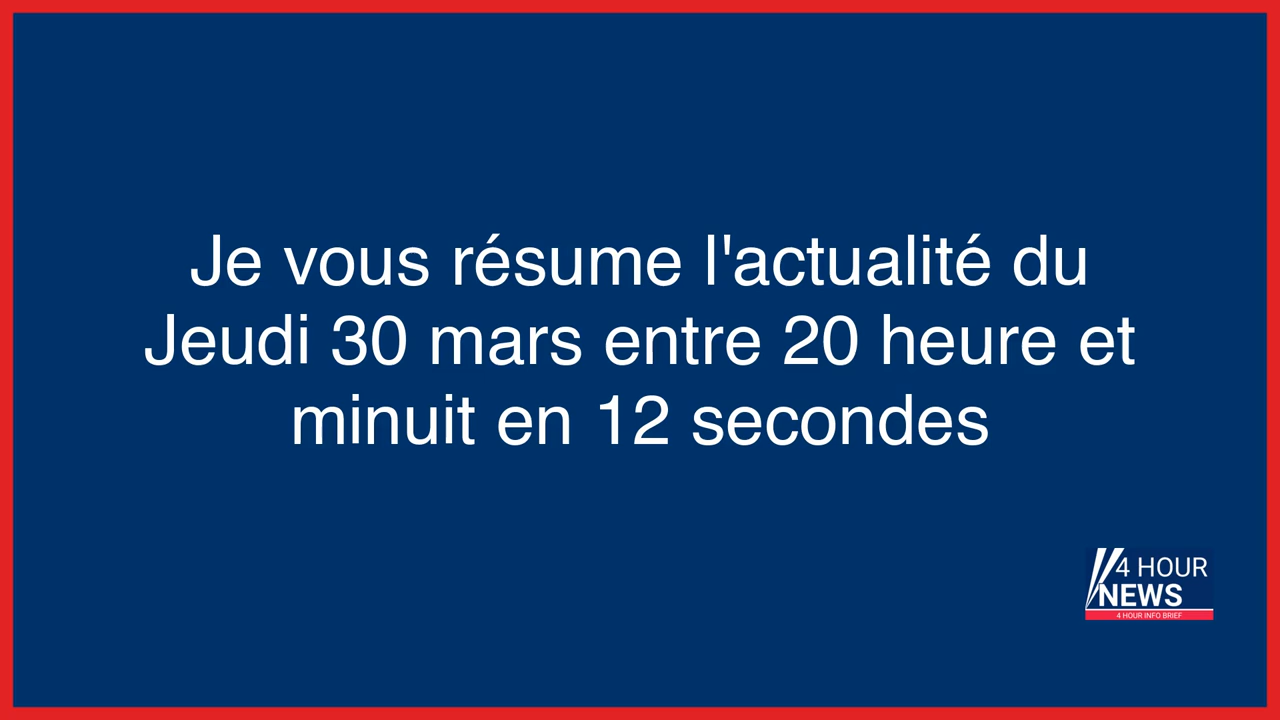 Je vous résume l'actualité du
Jeudi 30 mars entre 20 heure et
minuit en 12 secondes
4 HOUR
NEWS
4 HOUR INFO BRIEF